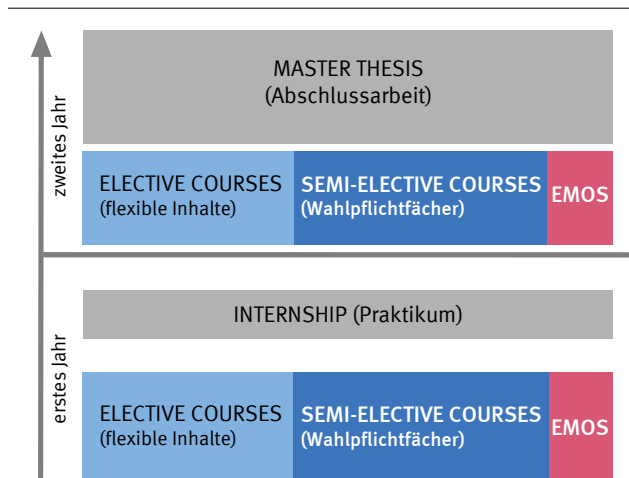 MASTER THESIS
(Abschlussarbeit)
zweites Jahr
ELECTIVE COURSES
(flexible Inhalte)
SEMI-ELECTIVE COURSES
(Wahlpflichtfächer)
EMOS
INTERNSHIP (Praktikum)
erstes Jahr
ELECTIVE COURSES
(flexible Inhalte)
SEMI-ELECTIVE COURSES
(Wahlpflichtfächer)
EMOS